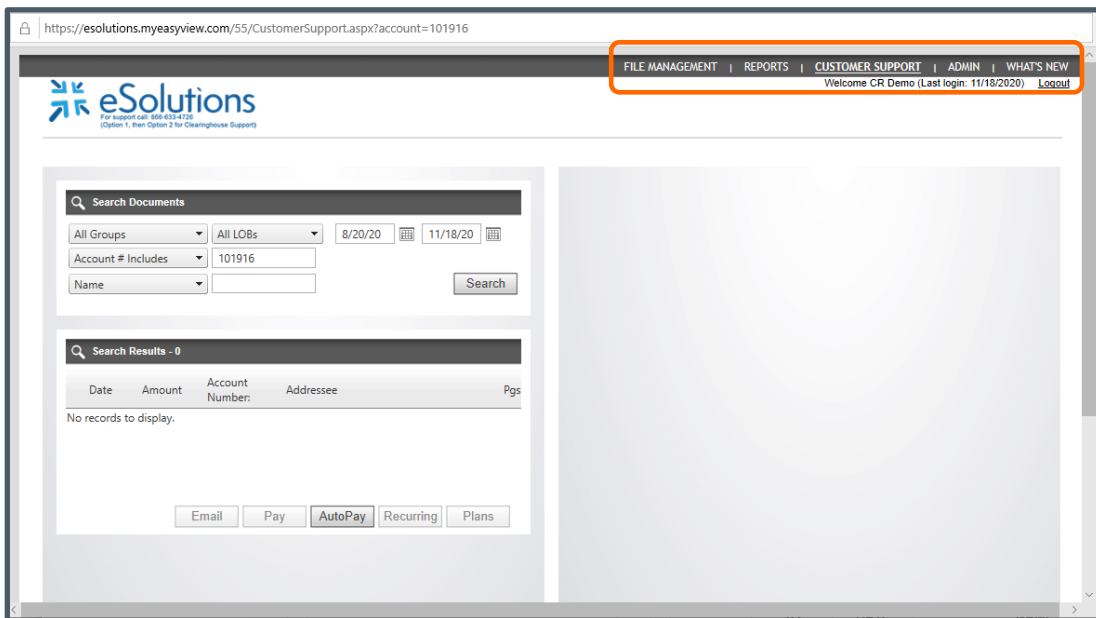 https://esolutions.myeasyview.com/55/CustomerSupport.aspx?account=101916
FILE MANAGEMENT | REPORTS | CUSTOMER SUPPORT | ADMIN | WHAT'S NEW
Welcome CR Demo (Last login: 11/18/2020) Logout
eSolutions
For support call: 866-633-4726
(Option 1, then Option 2 for Clearinghouse Support)
Search Documents
All Groups All LOBs 8/20/20 11/18/20
Account # Includes 101916
Name Search
Search Results - 0
Date Amount Account Number: Addressee Pgs
No records to display.
Email Pay AutoPay Recurring Plans